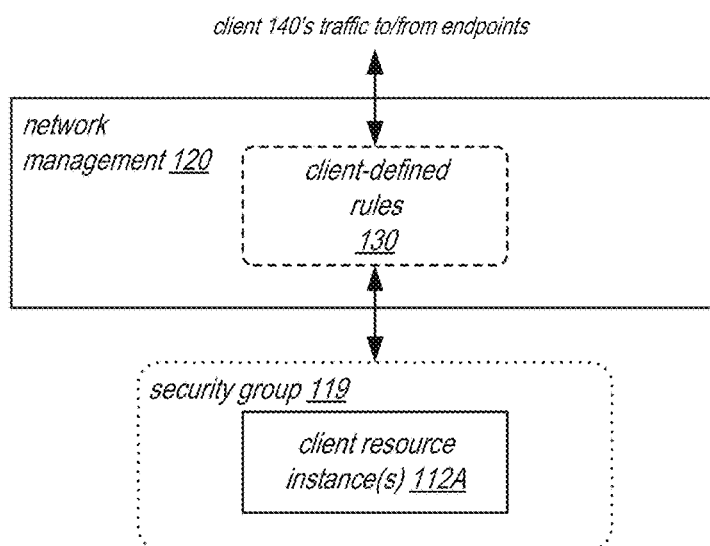 client 140's traffic to/from endpoints
network
management 120
client-defined
rules
130
security group 119
client resource
instance(s) 112A